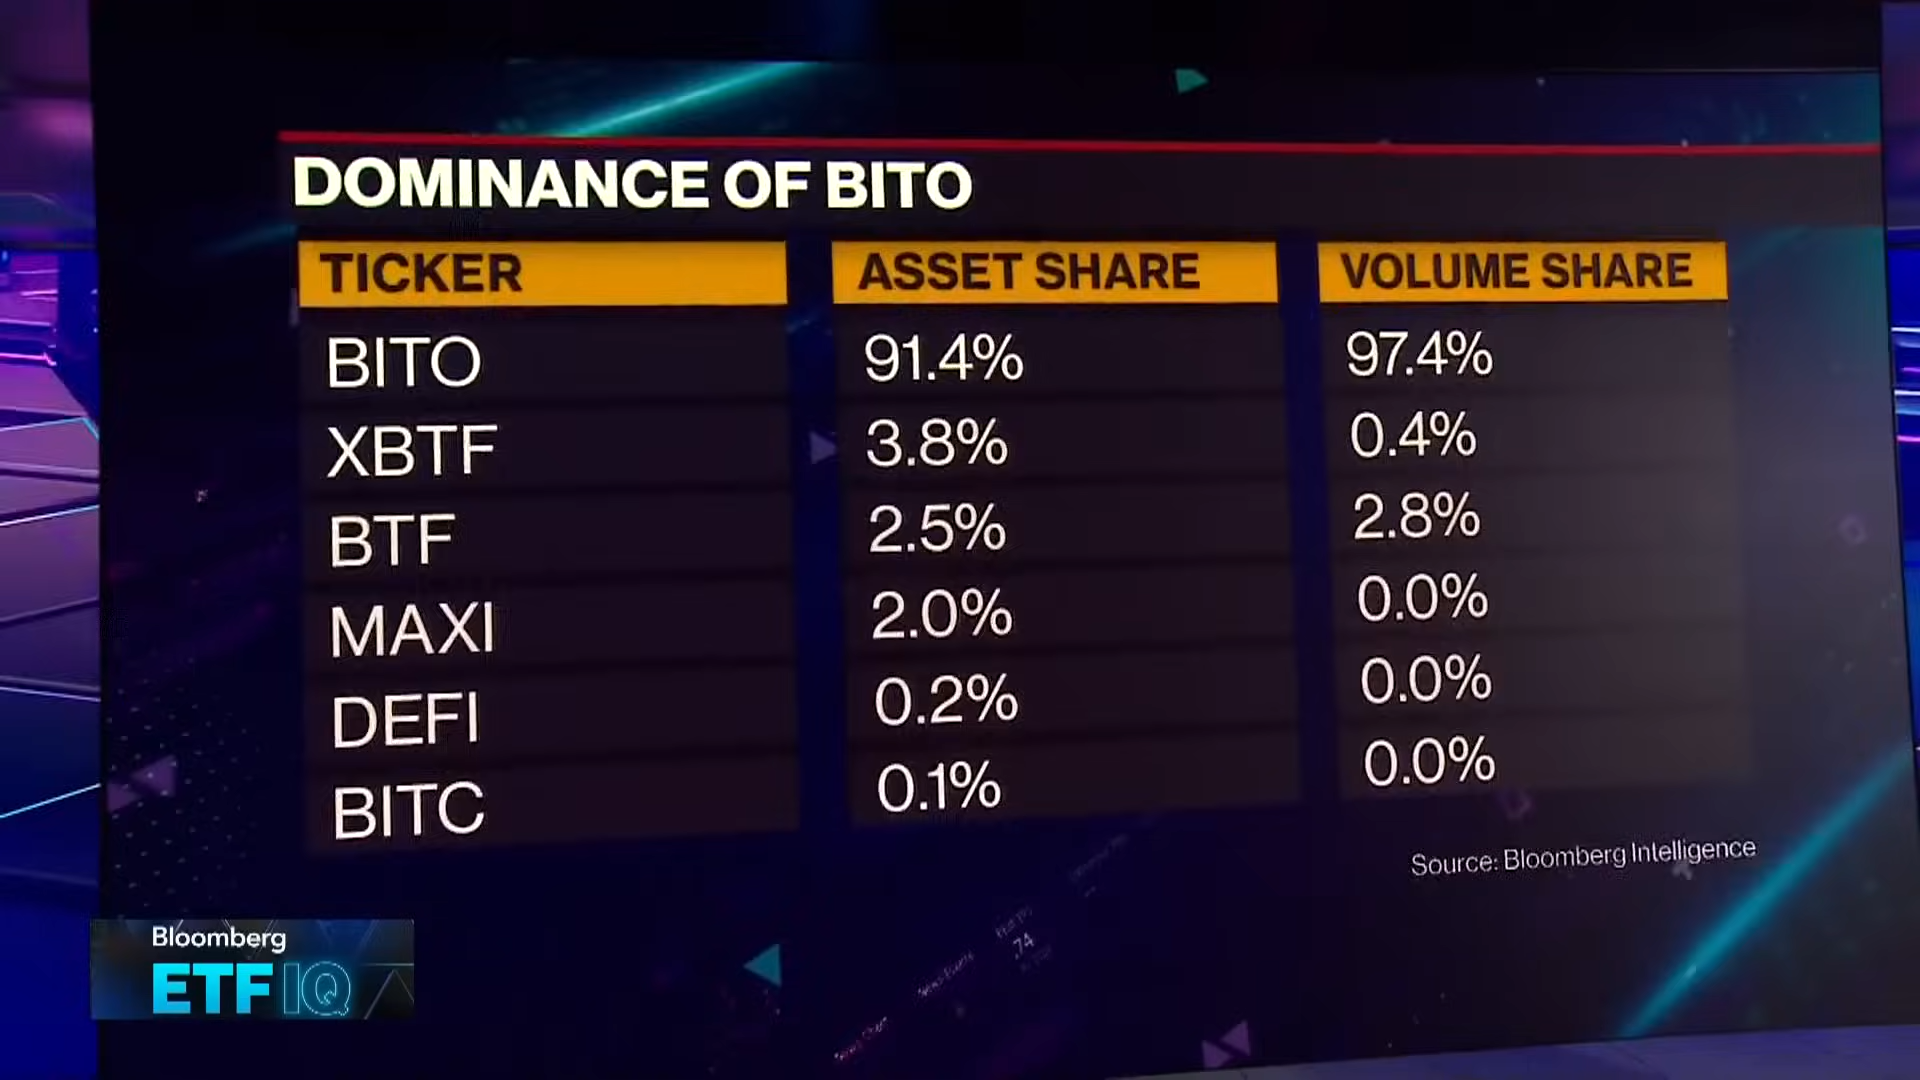 DOMINANCE OF BITO
TICKER ASSET SHARE VOLUME SHARE
BITO 91.4% 97.4%
XBTF 3.8% 0.4%
BTF 2.5% 2.8%
MAXI 2.0% 0.0%
DEFI 0.2% 0.0%
BITC 0.1% 0.0%
Source: Bloomberg Intelligence
74
Bloomberg
ETF IQ